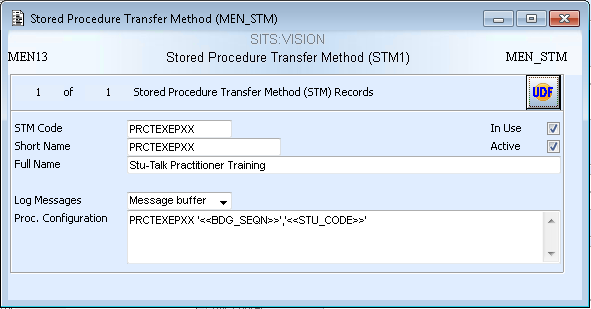 Stored Procedure Transfer Method (MEN_STM)
SITS:VISION
MEN13 Stored Procedure Transfer Method (STM1) MEN_STM
1 of 1 Stored Procedure Transfer Method (STM) Records UDF
STM Code PRCTEXEPXX In Use
Short Name PRCTEXEPXX Active
Full Name Stu-Talk Practitioner Training
Log Messages Message buffer
Proc. Configuration PRCTEXEPXX '<<BDG_SEQN>>','<<STU_CODE>>'